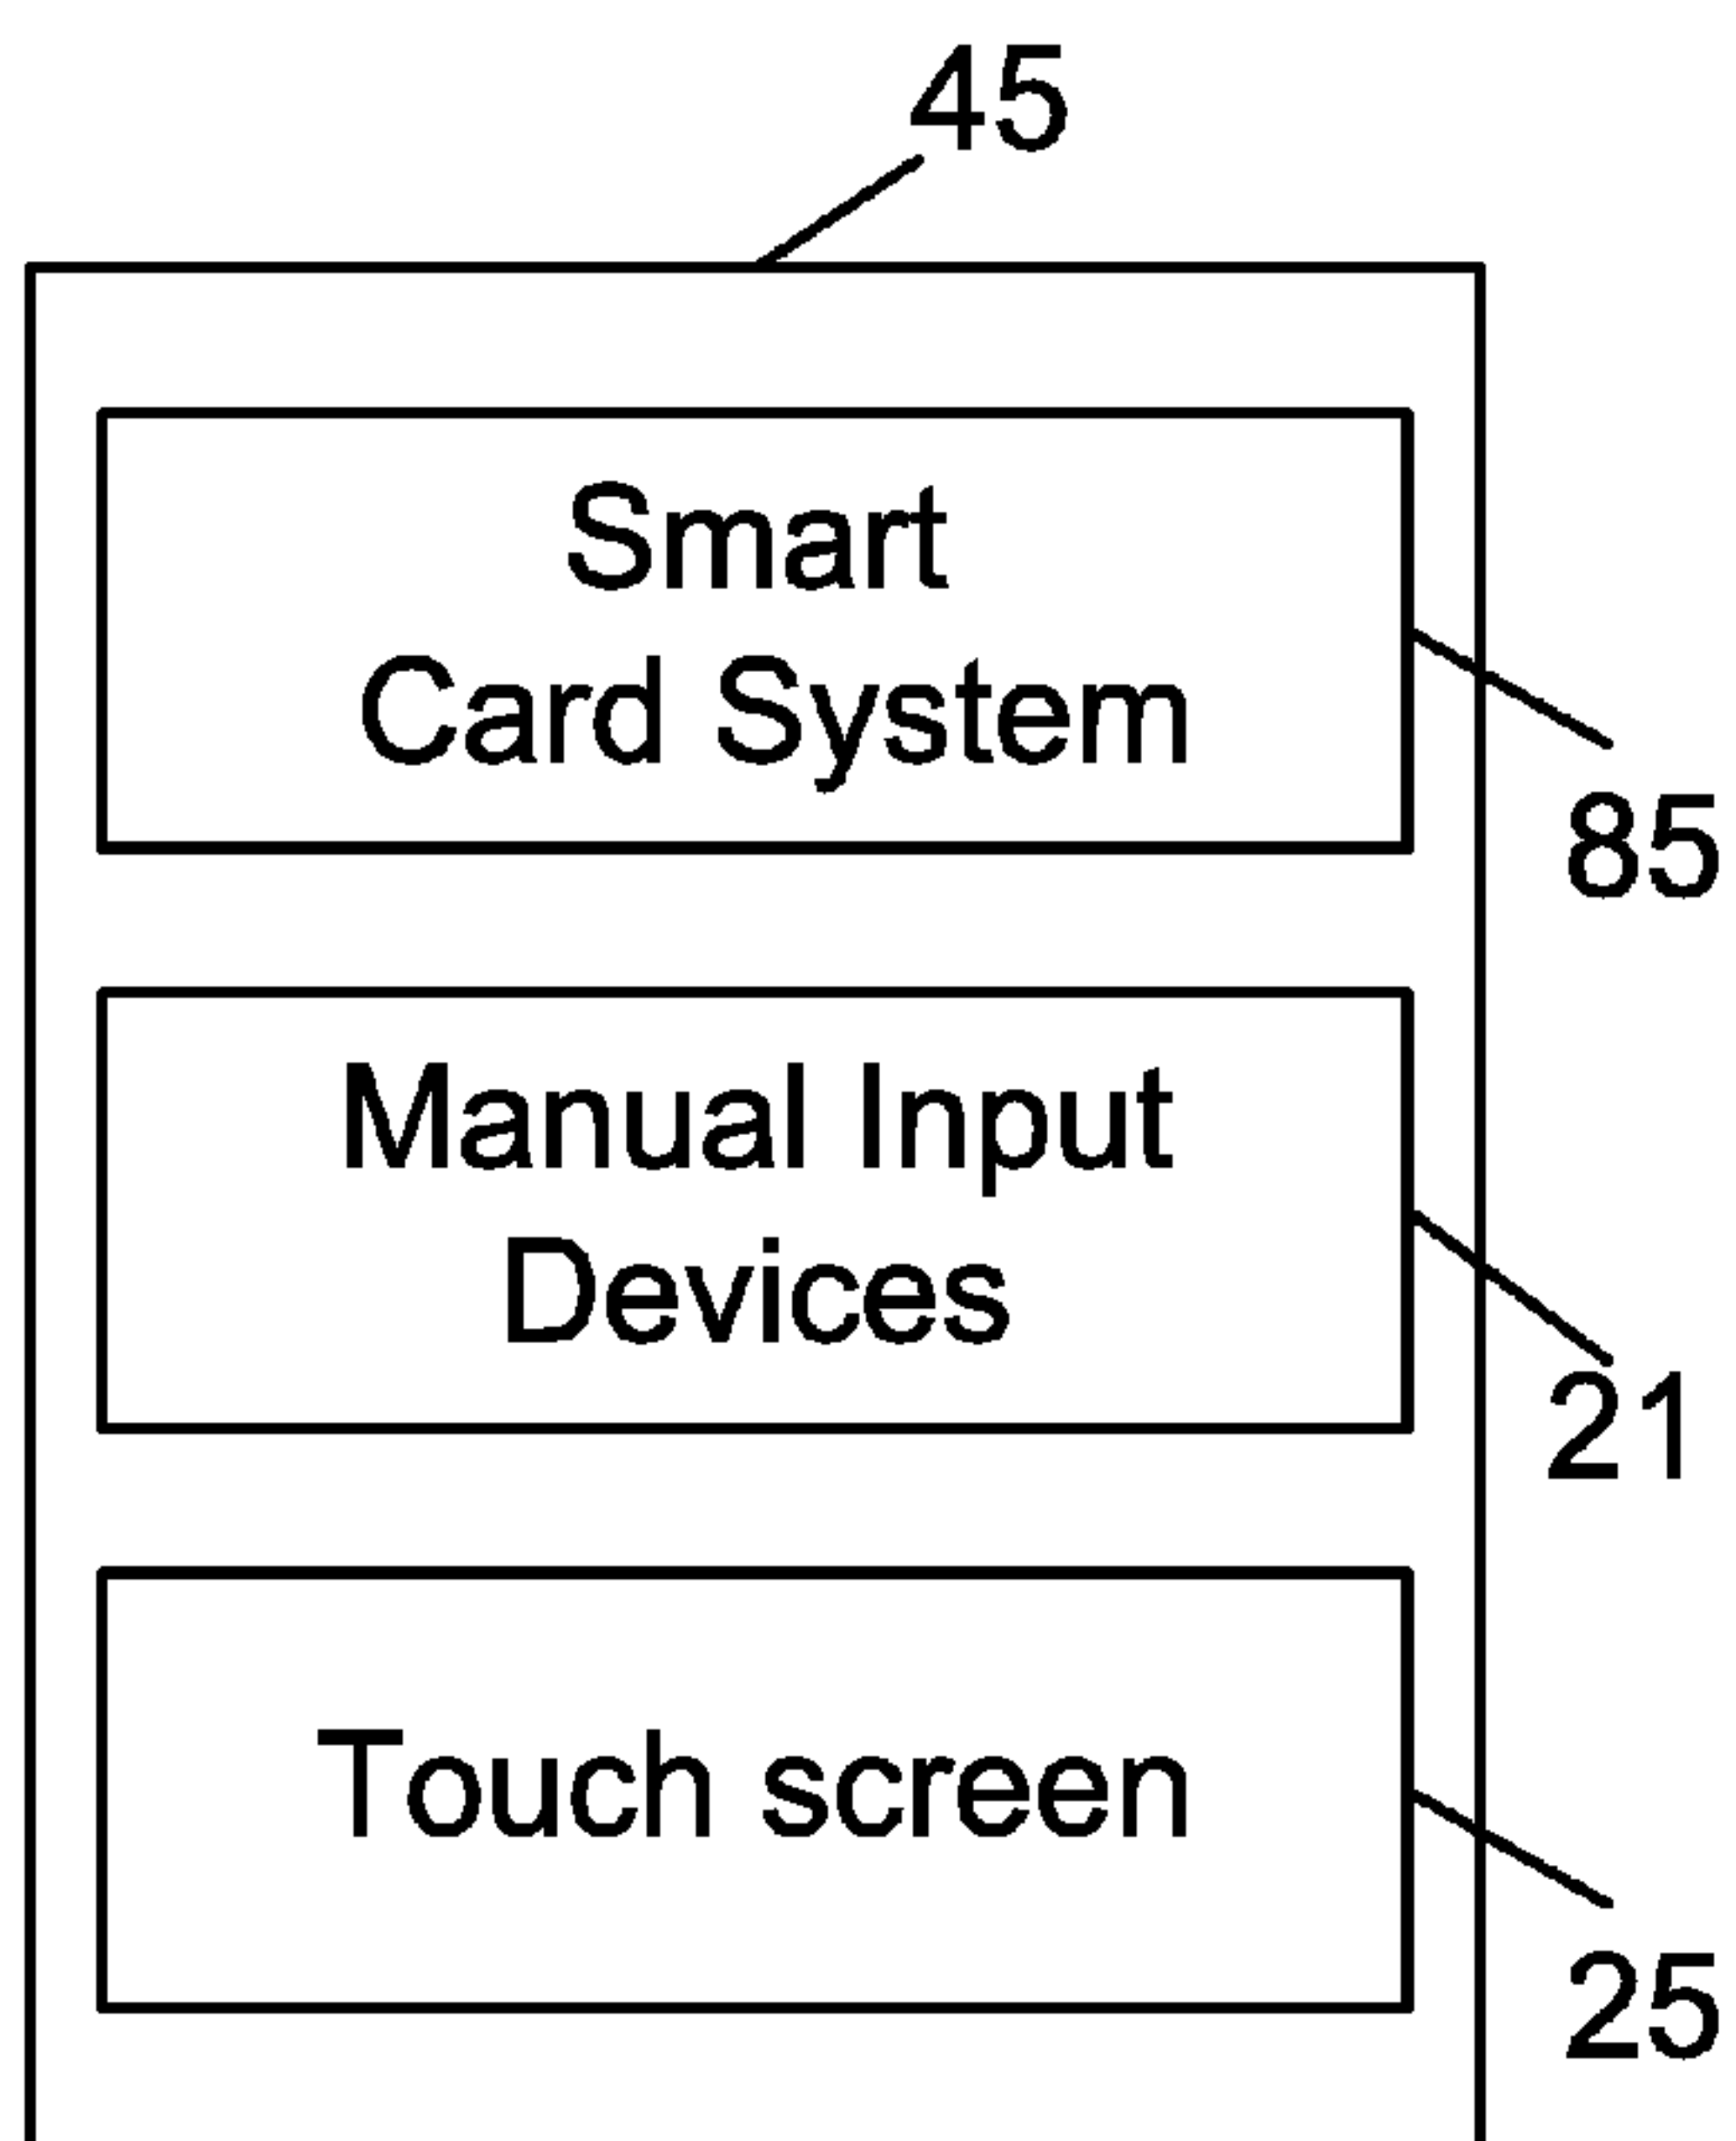 45
Smart
Card System
85
Manual Input
Devices
21
Touch screen
25